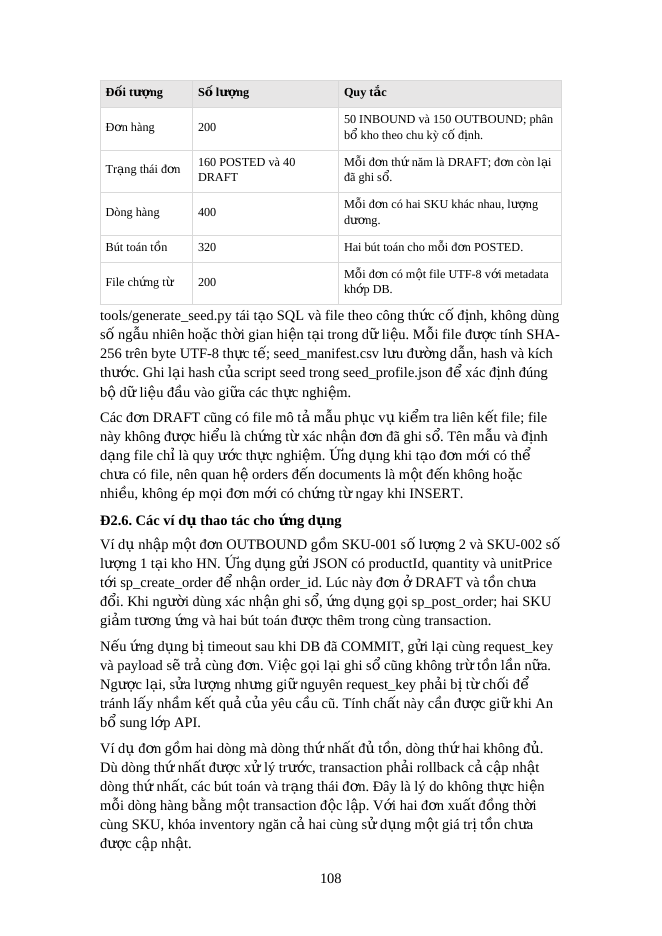 Đối tượng Số lượng Quy tắc
Đơn hàng 200 50 INBOUND và 150 OUTBOUND; phân
bổ kho theo chu kỳ cố định.
Trạng thái đơn 160 POSTED và 40 DRAFT Mỗi đơn thứ năm là DRAFT; đơn còn lại
đã ghi sổ.
Dòng hàng 400 Mỗi đơn có hai SKU khác nhau, lượng
dương.
Bút toán tồn 320 Hai bút toán cho mỗi đơn POSTED.
File chứng từ 200 Mỗi đơn có một file UTF-8 với metadata
khớp DB.
tools/generate_seed.py tái tạo SQL và file theo công thức cố định, không dùng
số ngẫu nhiên hoặc thời gian hiện tại trong dữ liệu. Mỗi file được tính SHA-
256 trên byte UTF-8 thực tế; seed_manifest.csv lưu đường dẫn, hash và kích
thước. Ghi lại hash của script seed trong seed_profile.json để xác định đúng
bộ dữ liệu đầu vào giữa các thực nghiệm.
Các đơn DRAFT cũng có file mô tả mẫu phục vụ kiểm tra liên kết file; file
này không được hiểu là chứng từ xác nhận đơn đã ghi sổ. Tên mẫu và định
dạng file chỉ là quy ước thực nghiệm. Ứng dụng khi tạo đơn mới có thể
chưa có file, nên quan hệ orders đến documents là một đến không hoặc
nhiều, không ép mọi đơn mới có chứng từ ngay khi INSERT.
Đ2.6. Các ví dụ thao tác cho ứng dụng
Ví dụ nhập một đơn OUTBOUND gồm SKU-001 số lượng 2 và SKU-002 số
lượng 1 tại kho HN. Ứng dụng gửi JSON có productId, quantity và unitPrice
tới sp_create_order để nhận order_id. Lúc này đơn ở DRAFT và tồn chưa
đổi. Khi người dùng xác nhận ghi sổ, ứng dụng gọi sp_post_order; hai SKU
giảm tương ứng và hai bút toán được thêm trong cùng transaction.
Nếu ứng dụng bị timeout sau khi DB đã COMMIT, gửi lại cùng request_key
và payload sẽ trả cùng đơn. Việc gọi lại ghi sổ cũng không trừ tồn lần nữa.
Ngược lại, sửa lượng nhưng giữ nguyên request_key phải bị từ chối để
tránh lấy nhầm kết quả của yêu cầu cũ. Tính chất này cần được giữ khi An
bổ sung lớp API.
Ví dụ đơn gồm hai dòng mà dòng thứ nhất đủ tồn, dòng thứ hai không đủ.
Dù dòng thứ nhất được xử lý trước, transaction phải rollback cả cập nhật
dòng thứ nhất, các bút toán và trạng thái đơn. Đây là lý do không thực hiện
mỗi dòng hàng bằng một transaction độc lập. Với hai đơn xuất đồng thời
cùng SKU, khóa inventory ngăn cả hai cùng sử dụng một giá trị tồn chưa
được cập nhật.
108